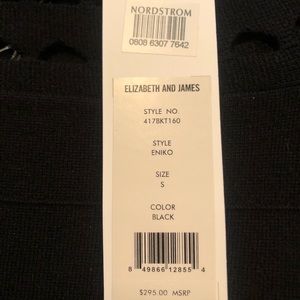 NORDSTROM
0808 6307 7642
ELIZABETH AND JAMES
STYLE NO.
417BKT160
STYLE
ENIKO
SIZE
S
COLOR
BLACK
8 49866 12855 4
$295.00 MSRP